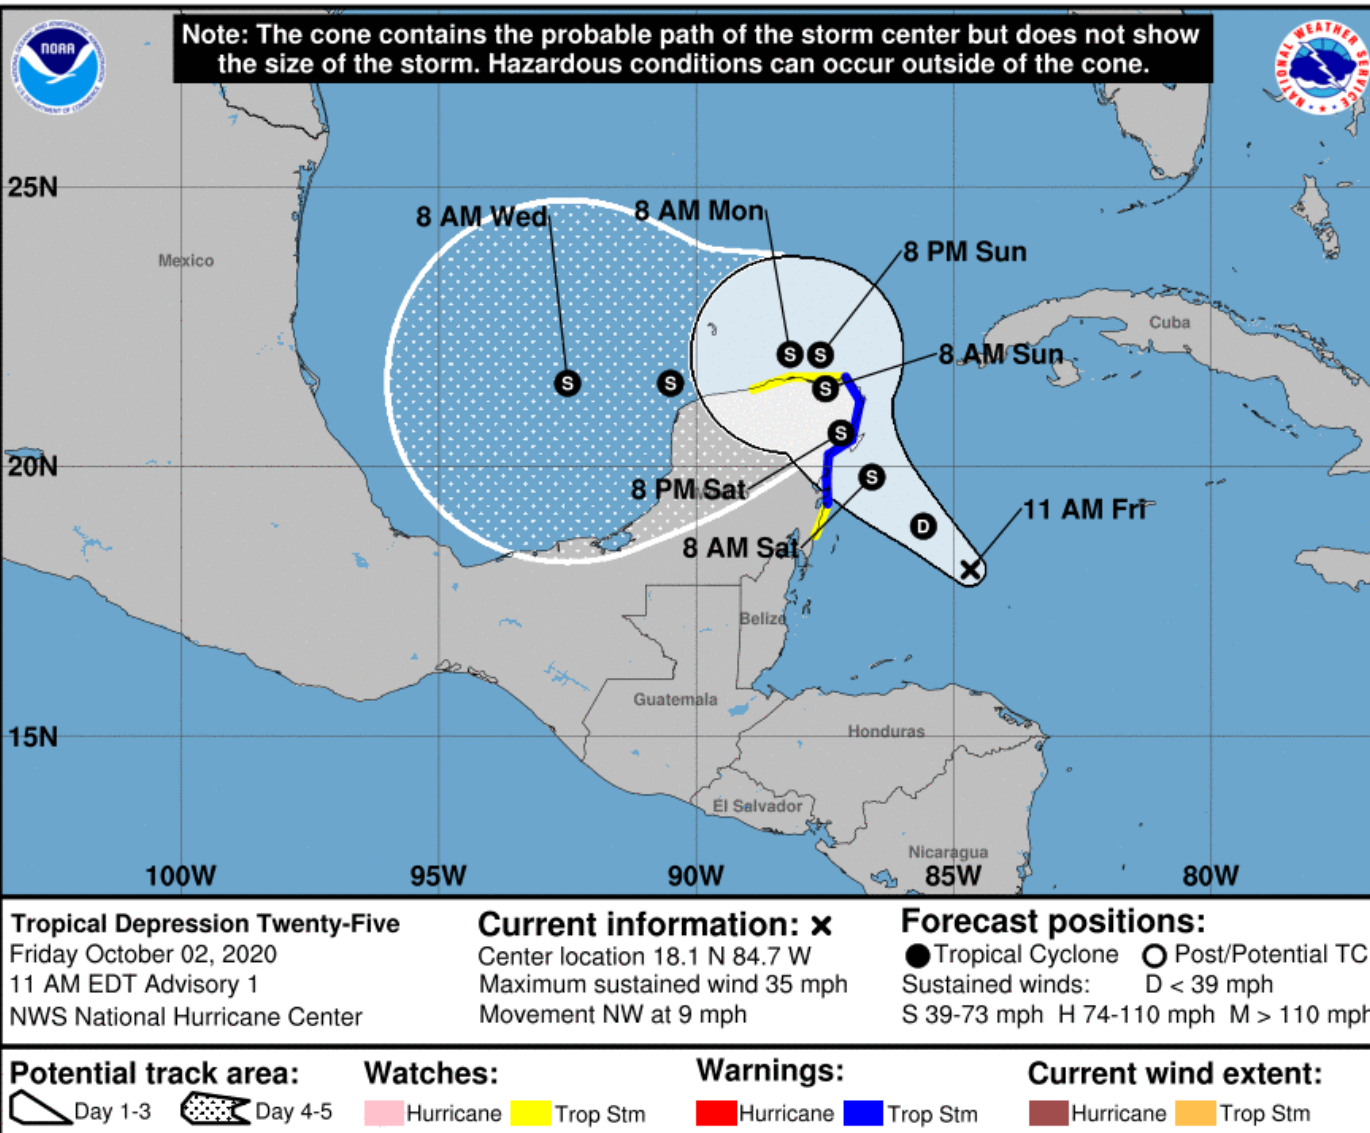 Note: The cone contains the probable path of the storm center but does not show
the size of the storm. Hazardous conditions can occur outside of the cone.
NOAA
NATIONAL WEATHER SERVICE
25N
8 AM Wed
8 AM Mon
8 PM Sun
Mexico
Cuba
8 AM Sun
S
S
S
S
S
S
20N
8 PM Sat
S
11 AM Fri
D
8 AM Sat
Belize
Guatemala
15N
Honduras
El Salvador
Nicaragua
100W
95W
90W
85W
80W
Tropical Depression Twenty-Five
Friday October 02, 2020
11 AM EDT Advisory 1
NWS National Hurricane Center
Current information: ×
Center location 18.1 N 84.7 W
Maximum sustained wind 35 mph
Movement NW at 9 mph
Forecast positions:
Tropical Cyclone Post/Potential TC
Sustained winds: D < 39 mph
S 39-73 mph H 74-110 mph M > 110 mph
Potential track area:
Day 1-3 Day 4-5
Watches:
Hurricane Trop Stm
Warnings:
Hurricane Trop Stm
Current wind extent:
Hurricane Trop Stm